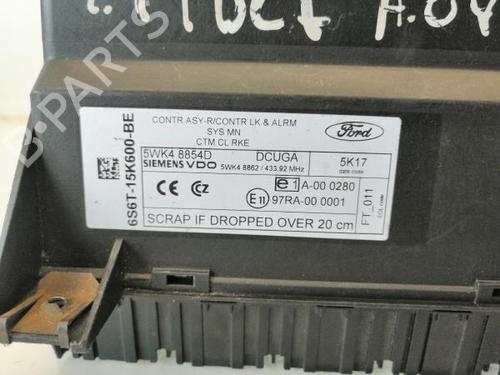 CONTR ASY-R/CONTR LK & ALRM
SYS MN
CTM CL RKE
Ford
6S6T-15K600-BE
5WK4 8854D DCUGA
5K17
SIEMENS VDO 5WK4 8862 / 433,92 MHz
DATE CODE
CE CZ
e1 A-00 0280
E11 97RA-00 0001
FT_011
SCRAP IF DROPPED OVER 20 cm
B-PARTS